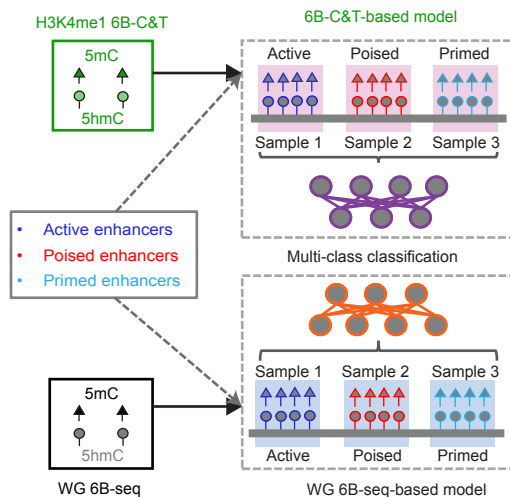 H3K4me1 6B-C&T
5mC
5hmC
6B-C&T-based model
Active Poised Primed
Sample 1 Sample 2 Sample 3
• Active enhancers
• Poised enhancers
• Primed enhancers
Multi-class classification
Sample 1 Sample 2 Sample 3
Active Poised Primed
WG 6B-seq-based model
5mC
5hmC
WG 6B-seq